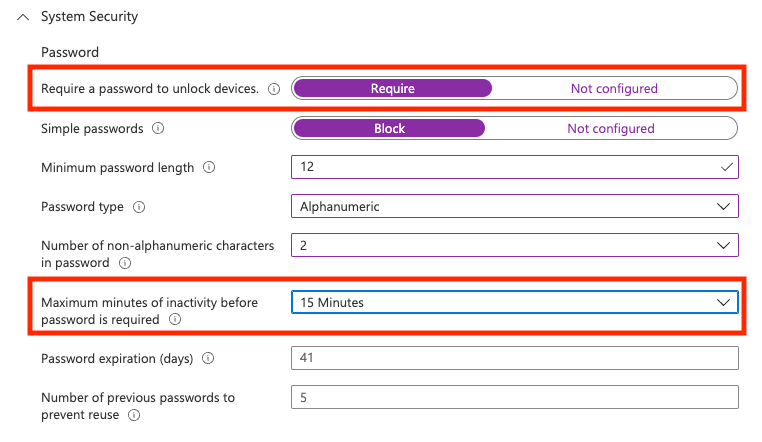 System Security
Password
Require a password to unlock devices.
Require
Not configured
Simple passwords
Block
Not configured
Minimum password length
12
Password type
Alphanumeric
Number of non-alphanumeric characters
in password
2
Maximum minutes of inactivity before
password is required
15 Minutes
Password expiration (days)
41
Number of previous passwords to
prevent reuse
5